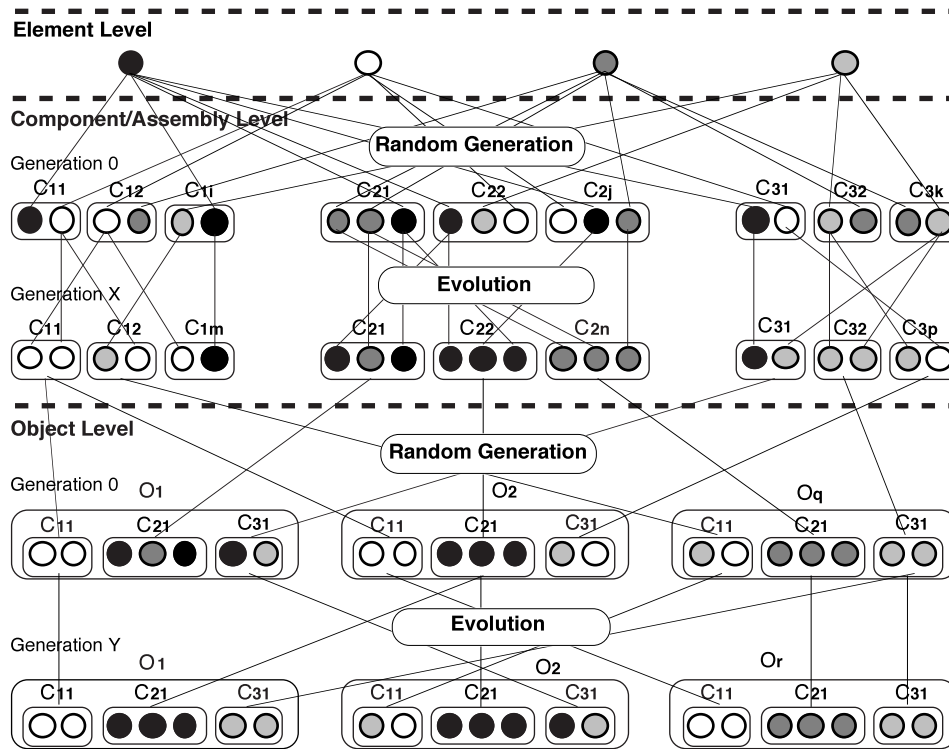 Element Level
Component/Assembly Level
Random Generation
Generation 0
C11 C12 C1i C21 C22 C2j C31 C32 C3k
Evolution
Generation X
C11 C12 C1m C21 C22 C2n C31 C32 C3p
Object Level
Random Generation
Generation 0
O1 O2 Oq
C11 C21 C31 C11 C21 C31 C11 C21 C31
Evolution
Generation Y
O1 O2 Or
C11 C21 C31 C11 C21 C31 C11 C21 C31